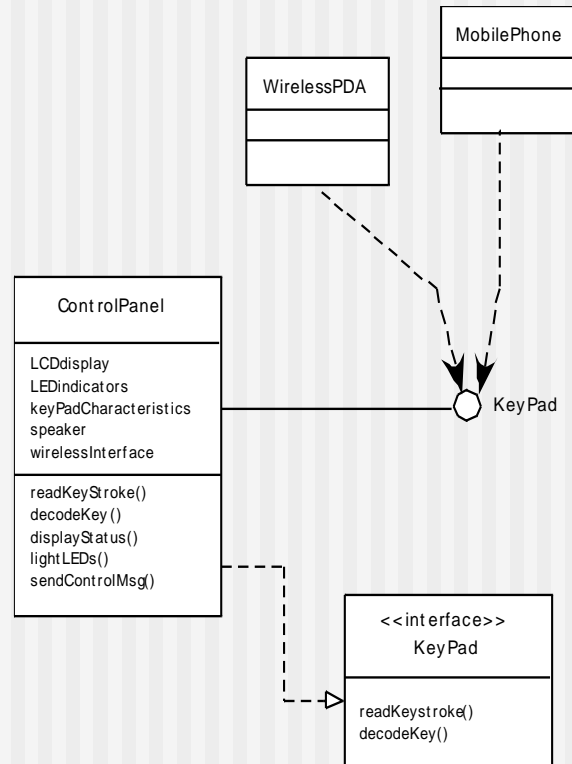 MobilePhone
WirelessPDA
ControlPanel
LCDdisplay
LEDindicators
keyPadCharacteristics
speaker
wirelessInterface
KeyPad
readKeyStroke()
decodeKey()
displayStatus()
lightLEDs()
sendControlMsg()
<<interface>>
KeyPad
readKeystroke()
decodeKey()